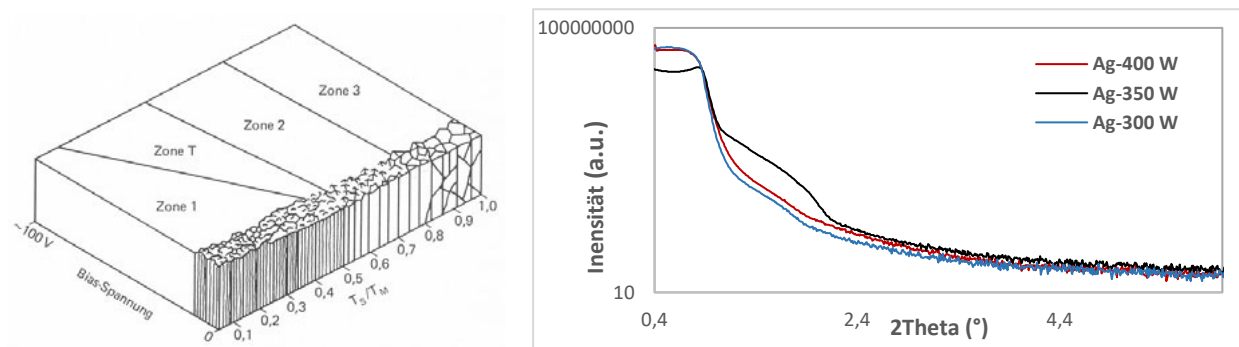 Zone 3
Zone 2
Zone T
Zone 1
~100 V
Bias-Spannung
0
0,1
0,2
0,3
0,4
0,5
0,6
0,7
0,8
0,9
1,0
T_S/T_M
100000000
10
Inensität (a.u.)
0,4
2,4
4,4
2Theta (°)
Ag-400 W
Ag-350 W
Ag-300 W